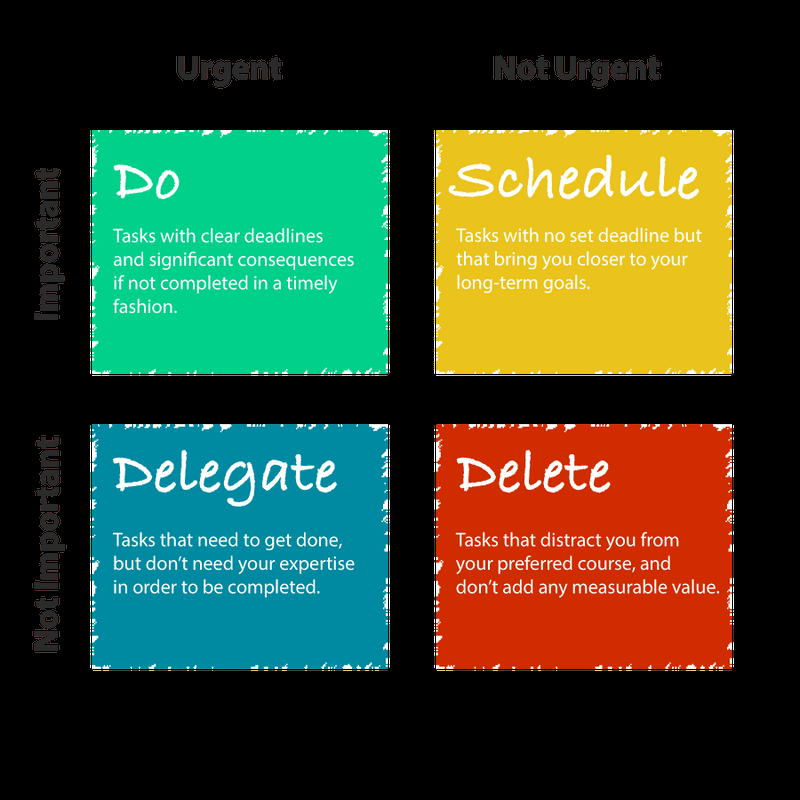 Urgent
Not Urgent
Important
Do
Tasks with clear deadlines
and significant consequences
if not completed in a timely
fashion.
Schedule
Tasks with no set deadline but
that bring you closer to your
long-term goals.
Not Important
Delegate
Tasks that need to get done,
but don’t need your expertise
in order to be completed.
Delete
Tasks that distract you from
your preferred course, and
don’t add any measurable value.